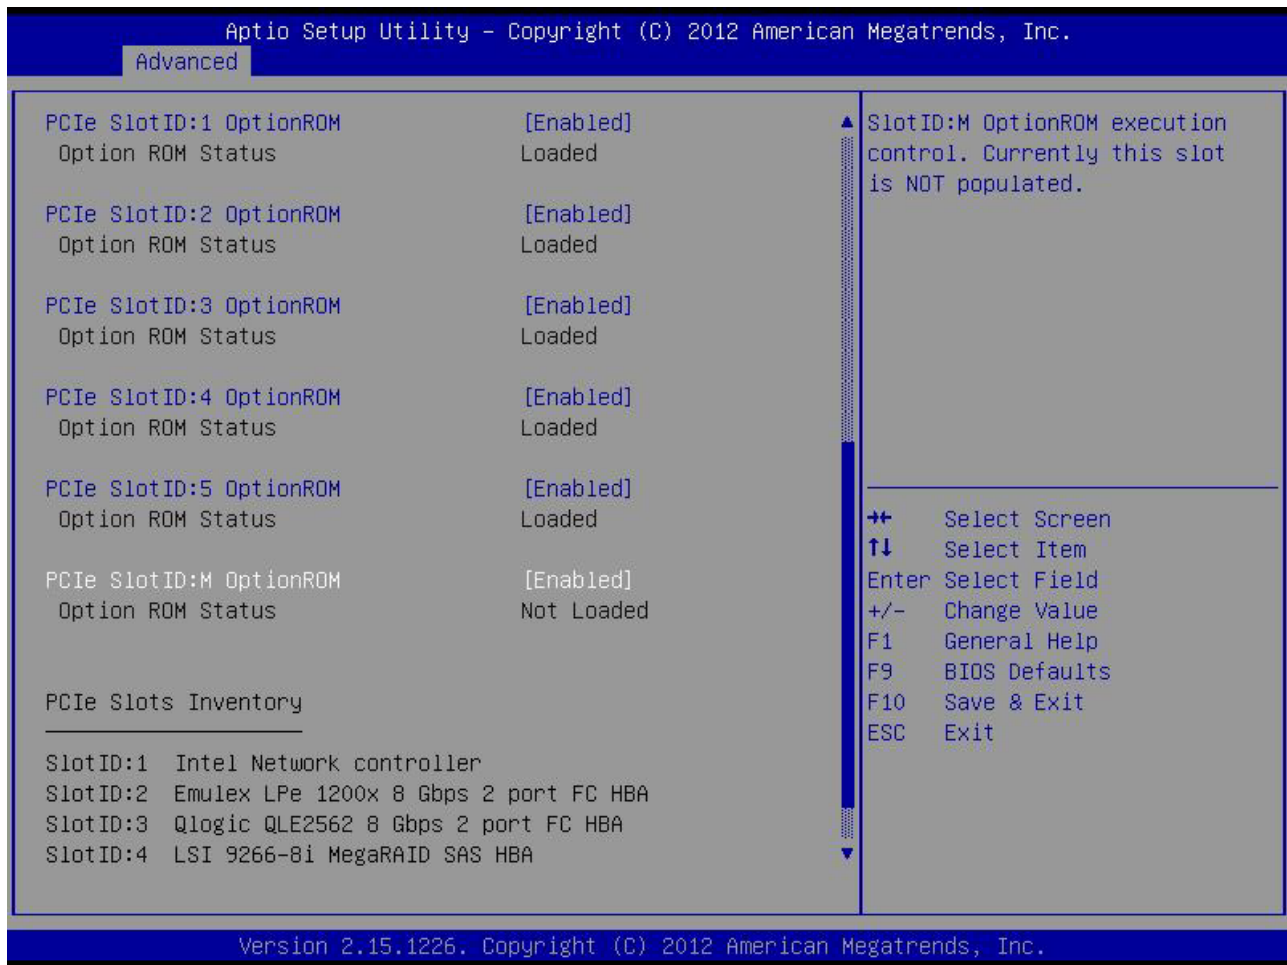 Aptio Setup Utility – Copyright (C) 2012 American Megatrends, Inc.
Advanced
PCIe SlotID:1 OptionROM [Enabled]
Option ROM Status Loaded
PCIe SlotID:2 OptionROM [Enabled]
Option ROM Status Loaded
PCIe SlotID:3 OptionROM [Enabled]
Option ROM Status Loaded
PCIe SlotID:4 OptionROM [Enabled]
Option ROM Status Loaded
PCIe SlotID:5 OptionROM [Enabled]
Option ROM Status Loaded
PCIe SlotID:M OptionROM [Enabled]
Option ROM Status Not Loaded
PCIe Slots Inventory
SlotID:1 Intel Network controller
SlotID:2 Emulex LPe 1200x 8 Gbps 2 port FC HBA
SlotID:3 Qlogic QLE2562 8 Gbps 2 port FC HBA
SlotID:4 LSI 9266-8i MegaRAID SAS HBA
SlotID:M OptionROM execution
control. Currently this slot
is NOT populated.
→← Select Screen
↑↓ Select Item
Enter Select Field
+/- Change Value
F1 General Help
F9 BIOS Defaults
F10 Save & Exit
ESC Exit
Version 2.15.1226. Copyright (C) 2012 American Megatrends, Inc.